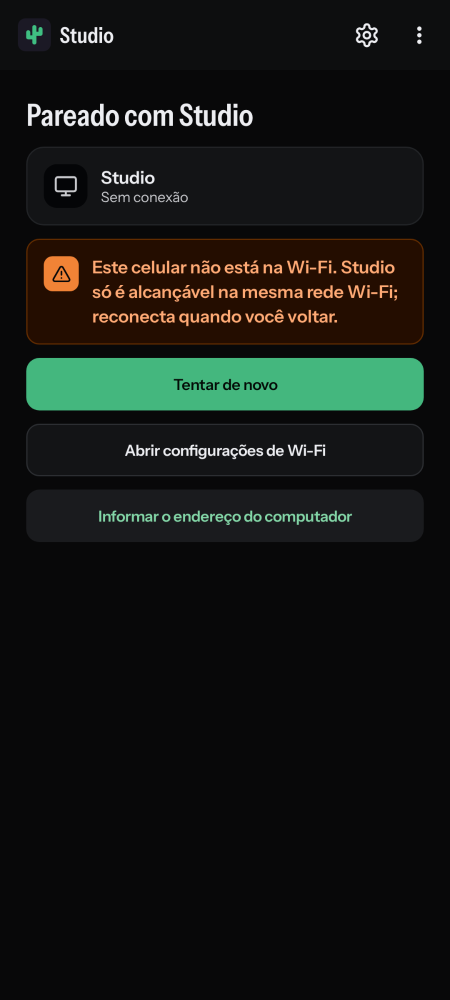 Studio
Pareado com Studio
Studio
Sem conexão
Este celular não está na Wi-Fi. Studio
só é alcançável na mesma rede Wi-Fi;
reconecta quando você voltar.
Tentar de novo
Abrir configurações de Wi-Fi
Informar o endereço do computador